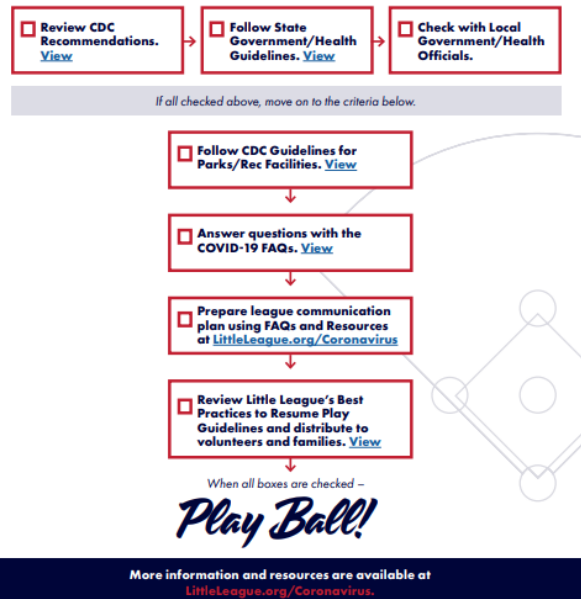 Review CDC
Recommendations.
View
Follow State
Government/Health
Guidelines. View
Check with Local
Government/Health
Officials.
If all checked above, move on to the criteria below.
Follow CDC Guidelines for
Parks/Rec Facilities. View
Answer questions with the
COVID-19 FAQs. View
Prepare league communication
plan using FAQs and Resources
at LittleLeague.org/Coronavirus
Review Little League's Best
Practices to Resume Play
Guidelines and distribute to
volunteers and families. View
When all boxes are checked –
Play Ball!
More information and resources are available at
LittleLeague.org/Coronavirus.